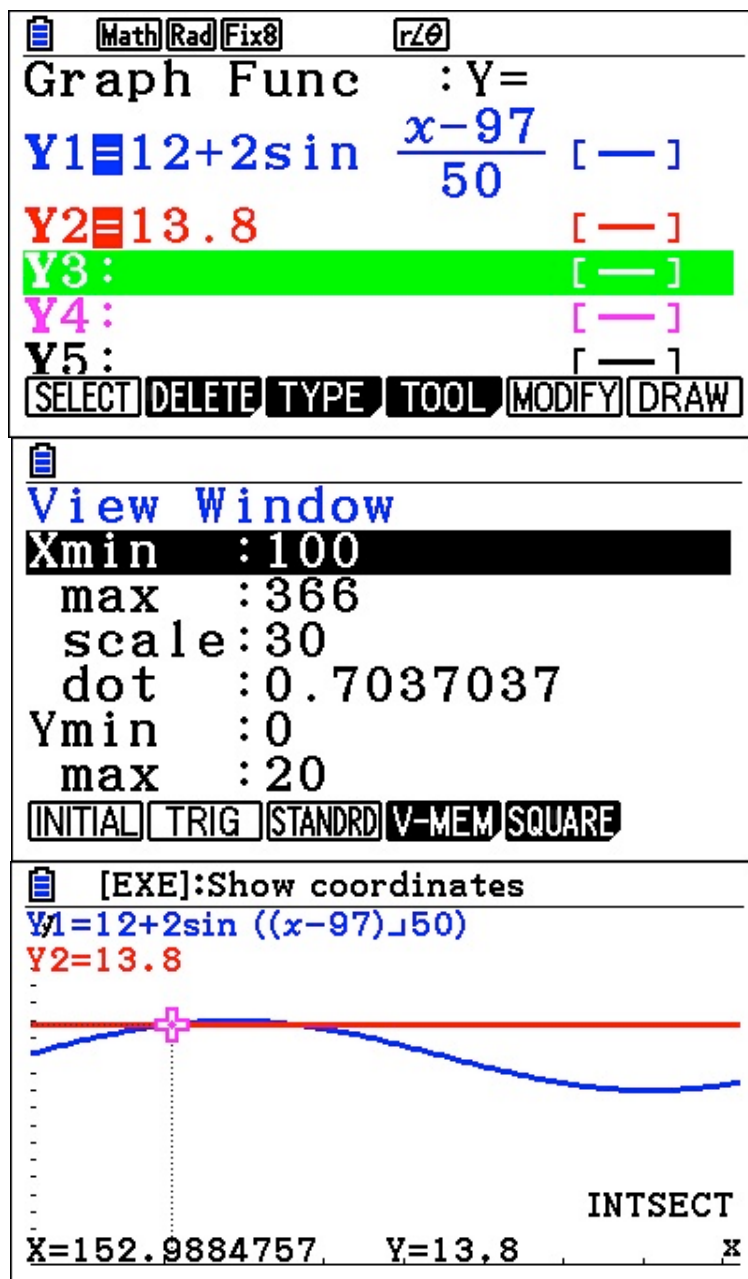 Math Rad Fix8 r∠θ
Graph Func :Y=
Y1=12+2sin (x-97)/50 [—]
Y2=13.8 [—]
Y3: [—]
Y4: [—]
Y5: [—]
SELECT DELETE TYPE TOOL MODIFY DRAW
View Window
Xmin :100
max :366
scale:30
dot :0.7037037
Ymin :0
max :20
INITIAL TRIG STANDRD V-MEM SQUARE
[EXE]:Show coordinates
Y1=12+2sin ((x-97)⌟50)
Y2=13.8
INTSECT
X=152.9884757 Y=13.8 x